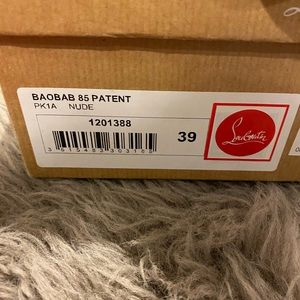 BAOBAB 85 PATENT
PK1A NUDE
1201388
39
Louboutin